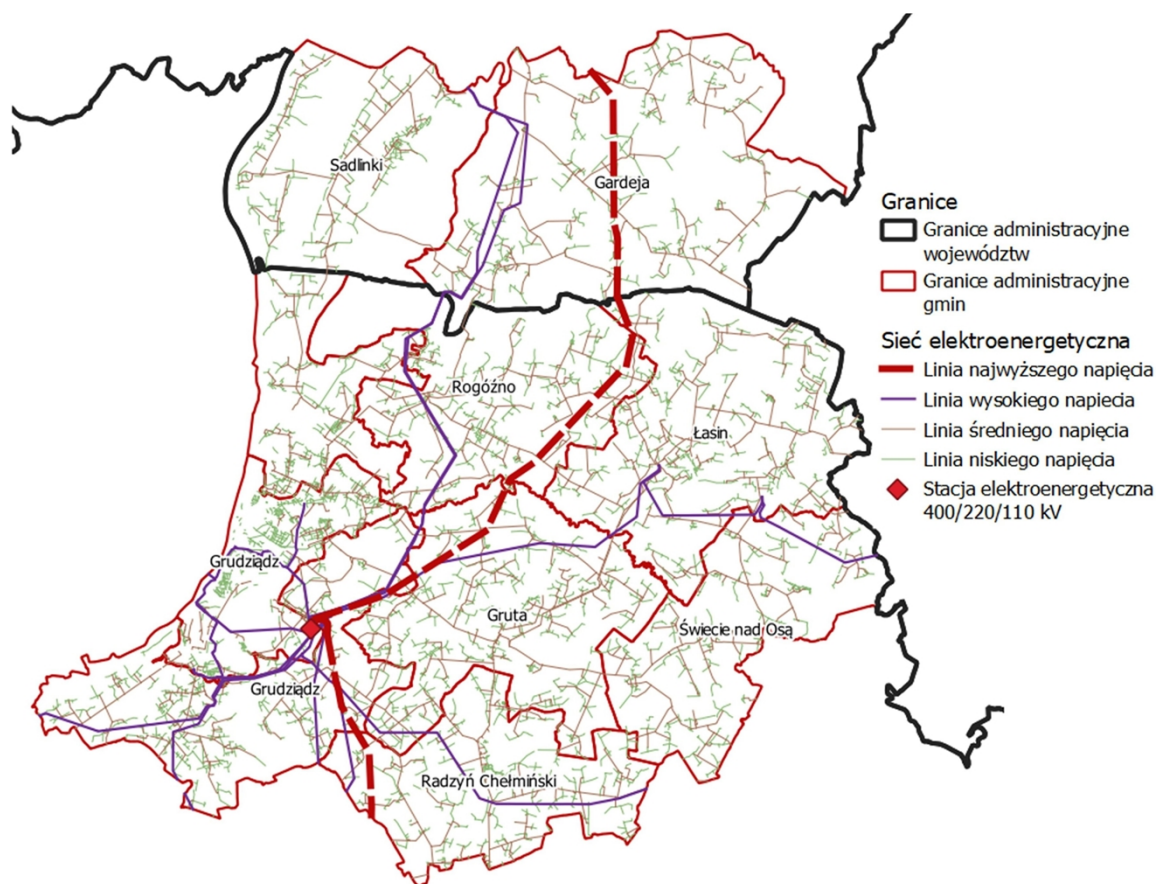 Sadlinki
Gardeja
Rogóźno
Łasin
Grudziądz
Gruta
Świecie nad Osą
Grudziądz
Radzyń Chełmiński
Granice
Granice administracyjne
województw
Granice administracyjne
gmin
Sieć elektroenergetyczna
Linia najwyższego napięcia
Linia wysokiego napiecia
Linia średniego napięcia
Linia niskiego napięcia
Stacja elektroenergetyczna
400/220/110 kV